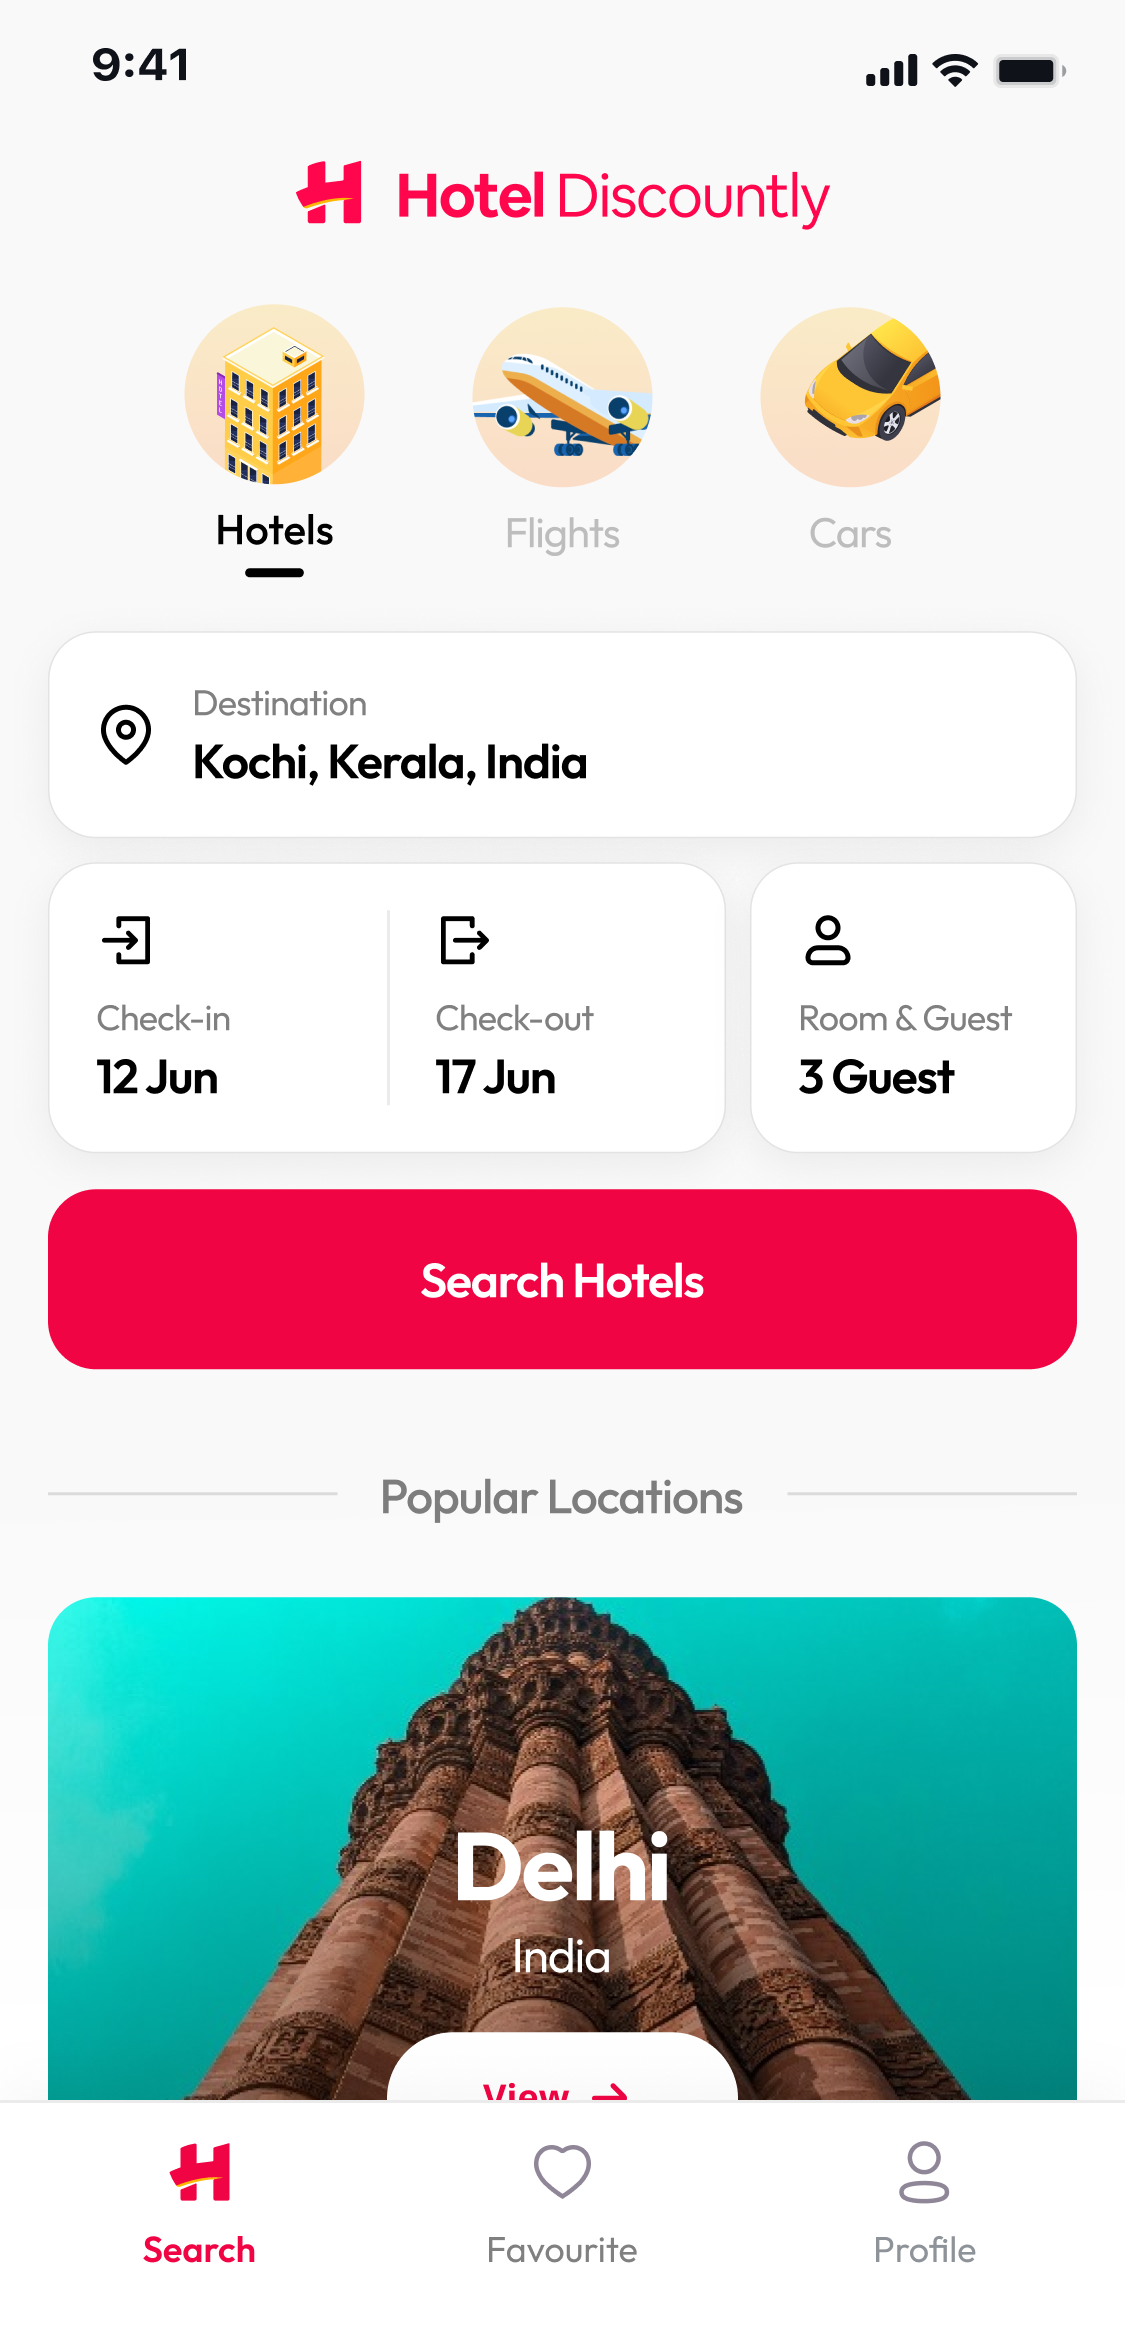 9:41
Hotel Discountly
HOTEL
Hotels
Flights
Cars
Destination
Kochi, Kerala, India
Check-in
12 Jun
Check-out
17 Jun
Room & Guest
3 Guest
Search Hotels
Popular Locations
Delhi
India
View
Search
Favourite
Profile